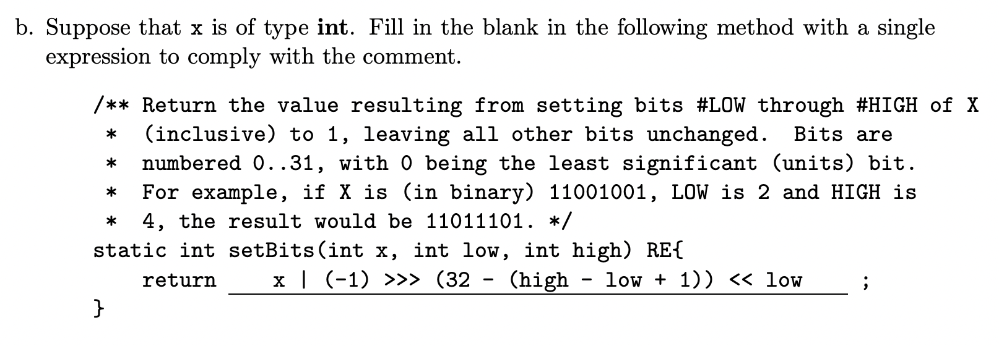 b. Suppose that x is of type int. Fill in the blank in the following method with a single
expression to comply with the comment.
/** Return the value resulting from setting bits #LOW through #HIGH of X
* (inclusive) to 1, leaving all other bits unchanged. Bits are
* numbered 0..31, with 0 being the least significant (units) bit.
* For example, if X is (in binary) 11001001, LOW is 2 and HIGH is
* 4, the result would be 11011101. */
static int setBits(int x, int low, int high) RE{
return x | (-1) >>> (32 - (high - low + 1)) << low ;
}